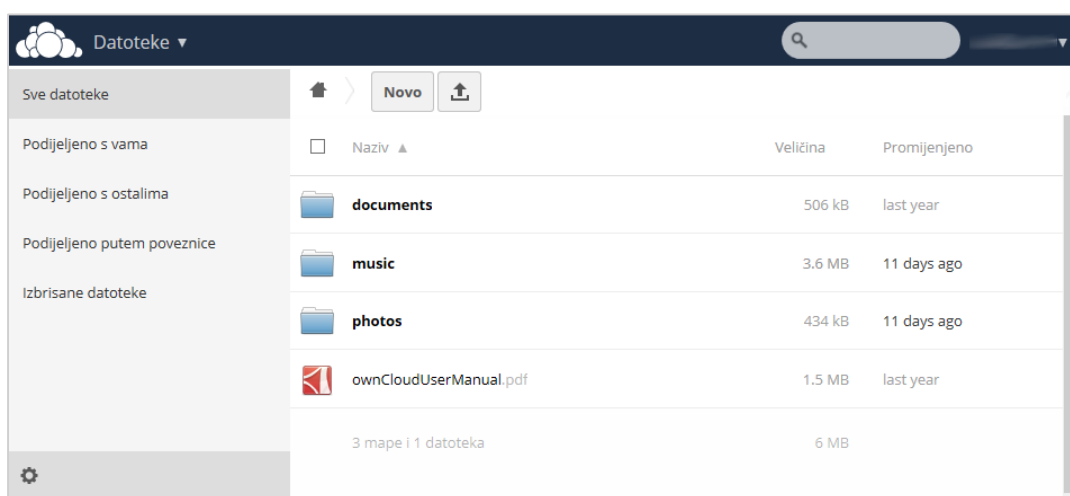 Datoteke ▾
Sve datoteke
Podijeljeno s vama
Podijeljeno s ostalima
Podijeljeno putem poveznice
Izbrisane datoteke
Novo
Naziv ▲ Veličina Promijenjeno
documents 506 kB last year
music 3.6 MB 11 days ago
photos 434 kB 11 days ago
ownCloudUserManual.pdf 1.5 MB last year
3 mape i 1 datoteka 6 MB